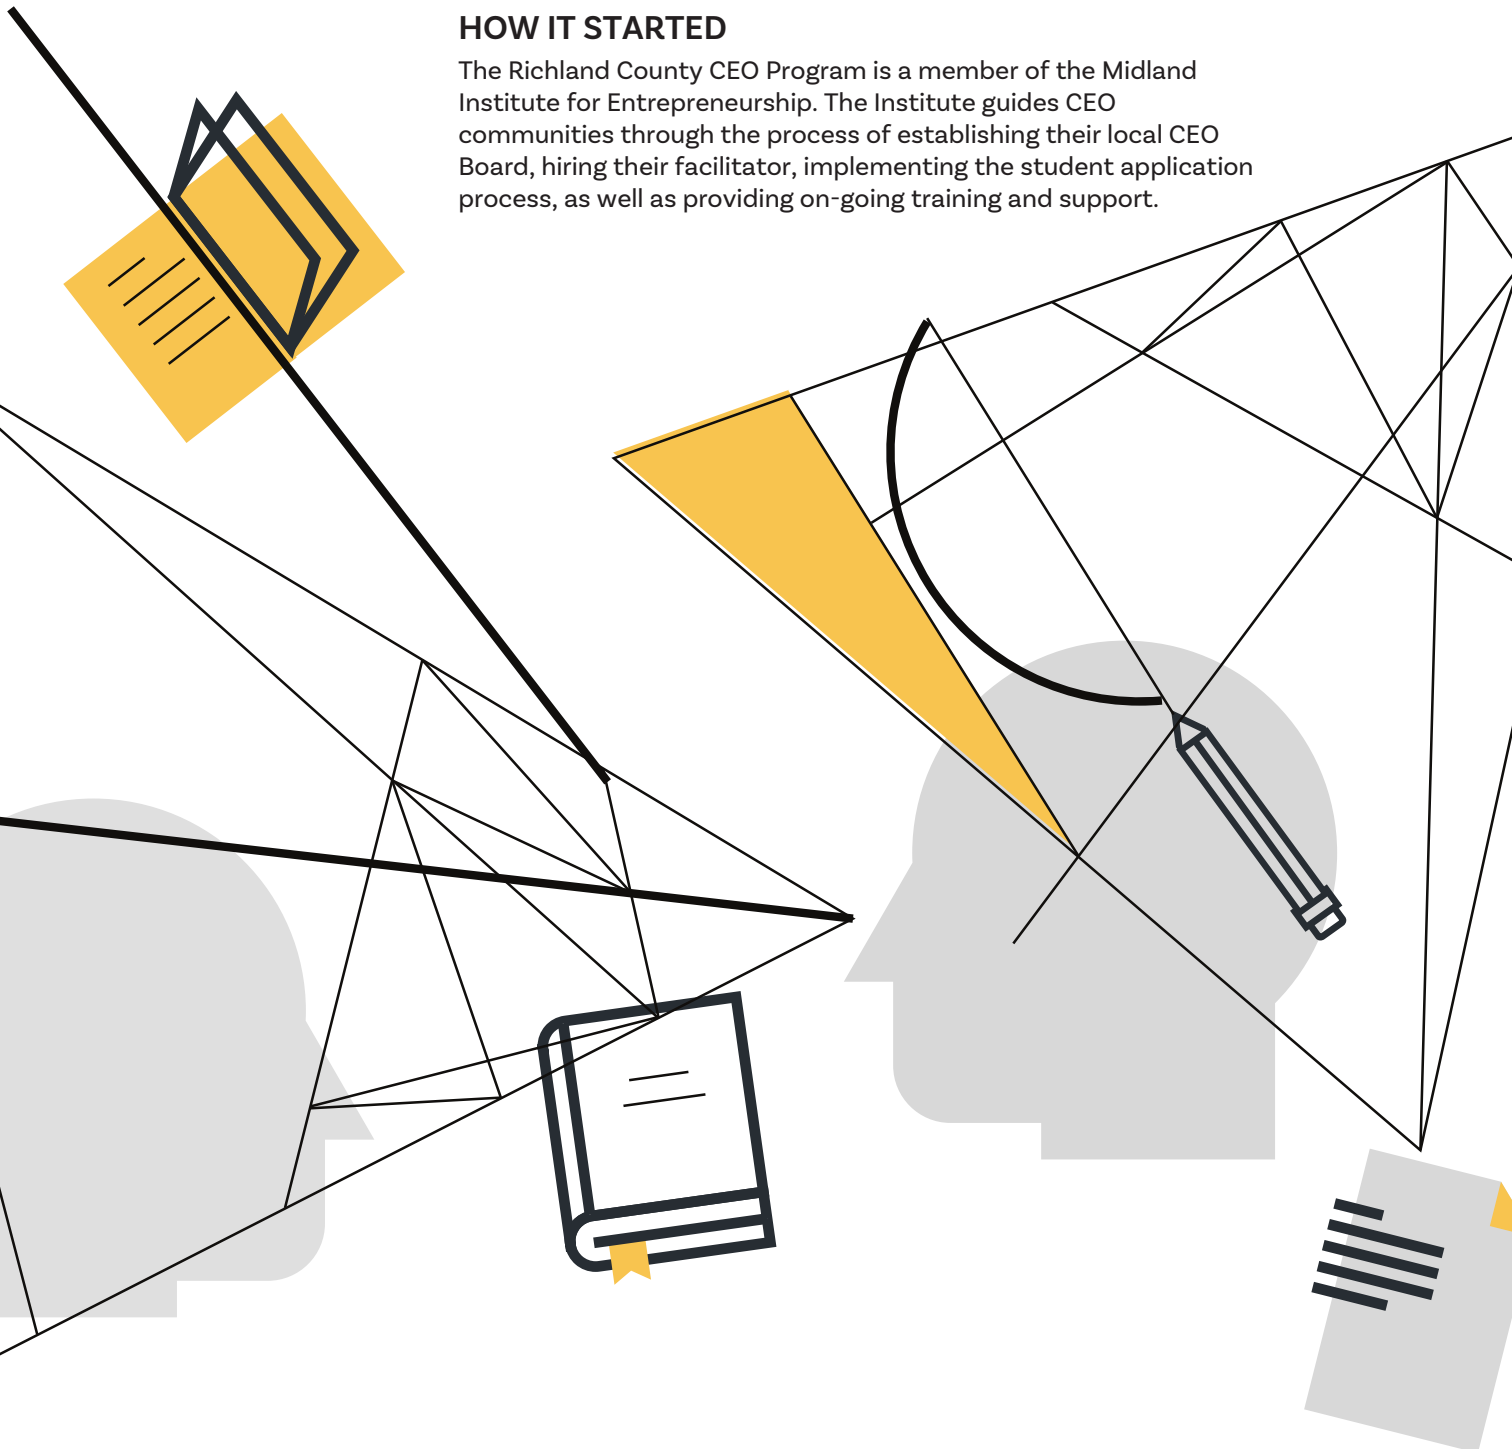 HOW IT STARTED
The Richland County CEO Program is a member of the Midland
Institute for Entrepreneurship. The Institute guides CEO
communities through the process of establishing their local CEO
Board, hiring their facilitator, implementing the student application
process, as well as providing on-going training and support.